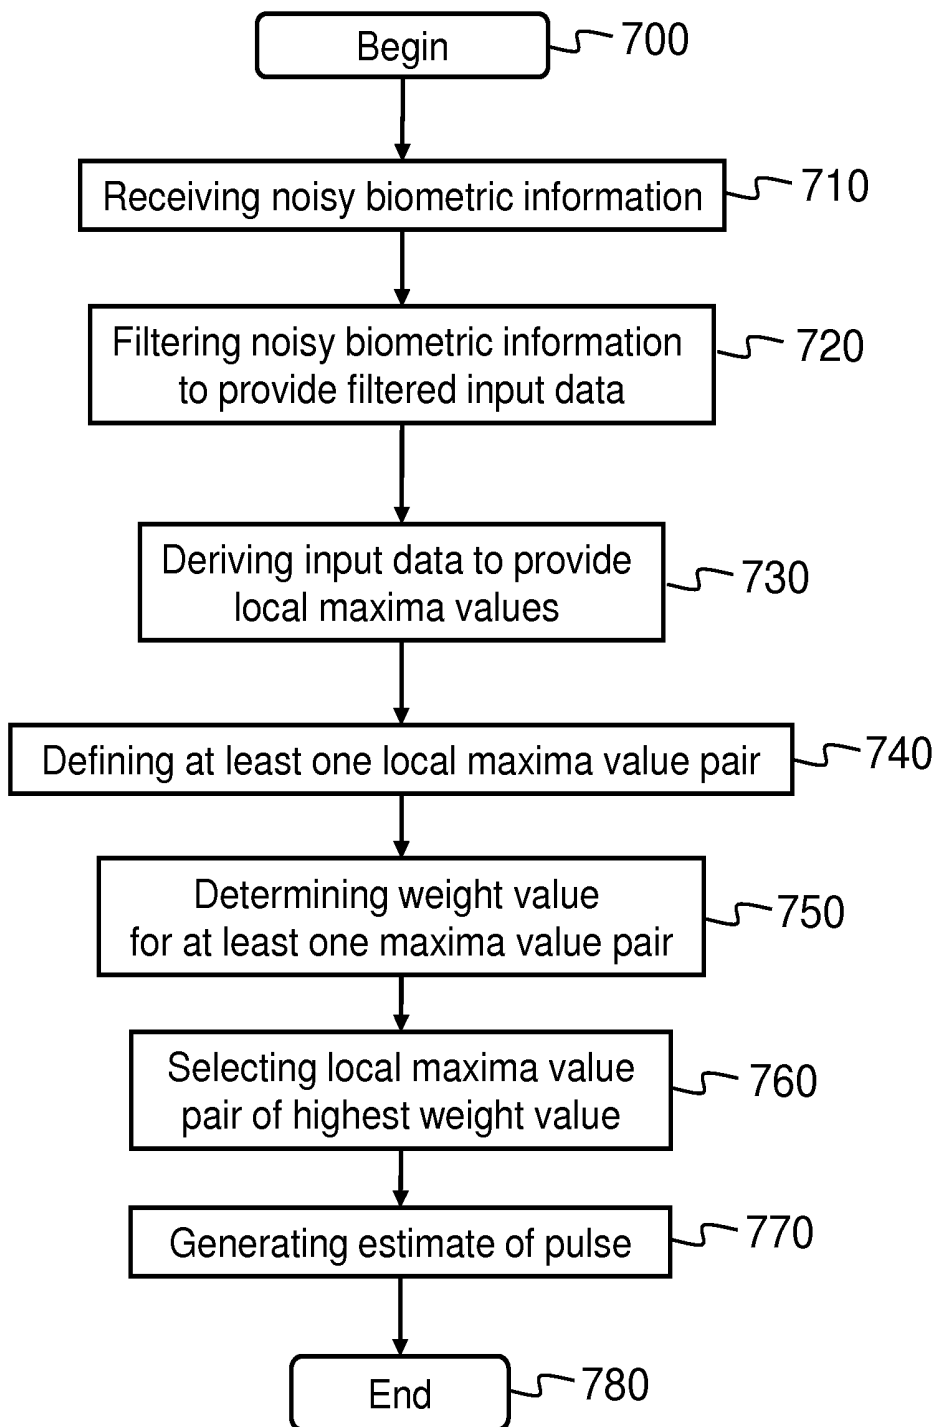 Begin
700
Receiving noisy biometric information
710
Filtering noisy biometric information
to provide filtered input data
720
Deriving input data to provide
local maxima values
730
Defining at least one local maxima value pair
740
Determining weight value
for at least one maxima value pair
750
Selecting local maxima value
pair of highest weight value
760
Generating estimate of pulse
770
End
780